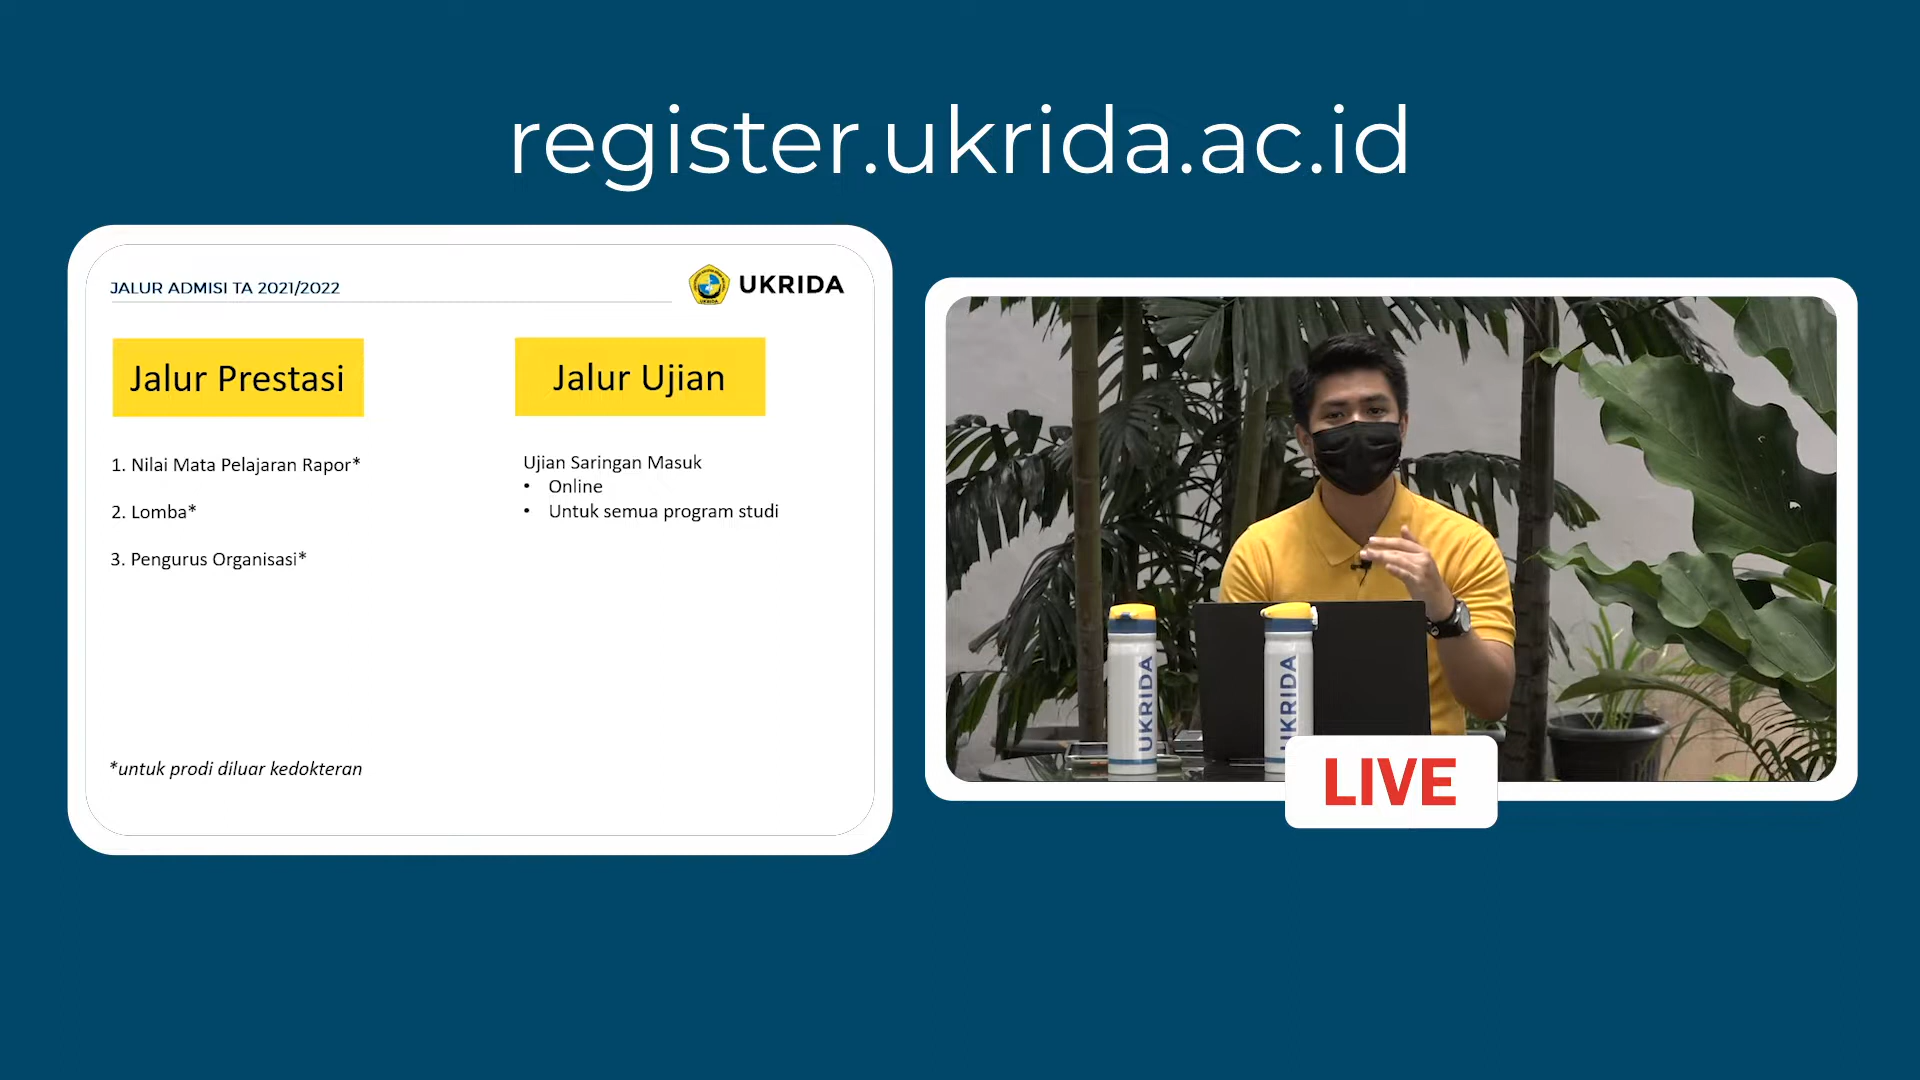 register.ukrida.ac.id
JALUR ADMISI TA 2021/2022
UKRIDA
Jalur Prestasi
1. Nilai Mata Pelajaran Rapor*
2. Lomba*
3. Pengurus Organisasi*
*untuk prodi diluar kedokteran
Jalur Ujian
Ujian Saringan Masuk
• Online
• Untuk semua program studi
UKRIDA
UKRIDA
LIVE